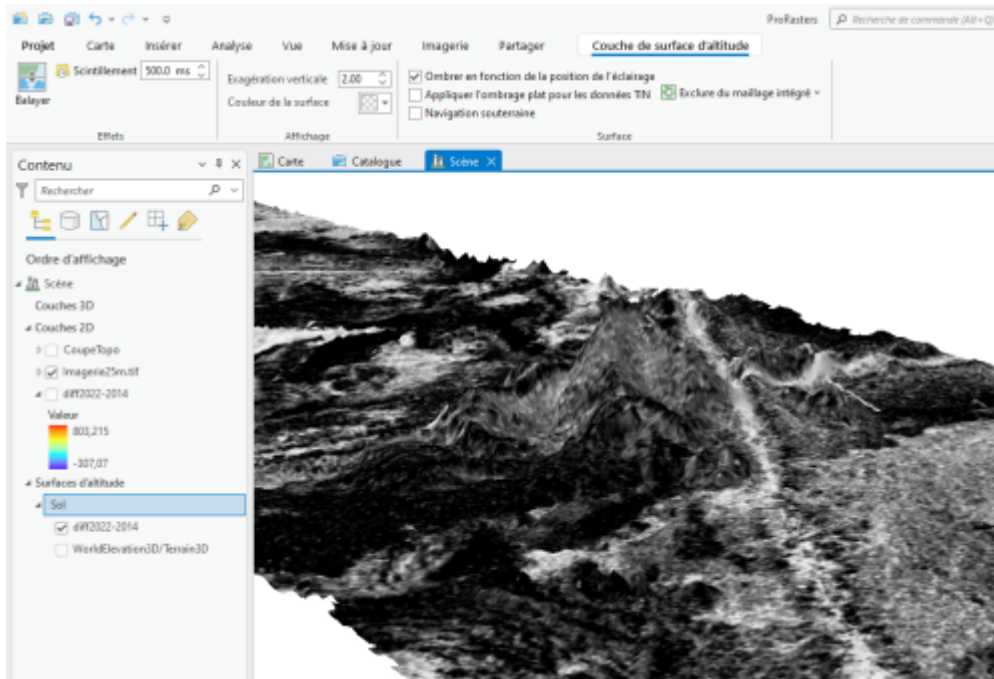 ProRasters
Recherche de commande (Alt+Q)
Projet Carte Insérer Analyse Vue Mise à jour Imagerie Partager Couche de surface d'altitude
Balayer
Scintillement 500.0 ms
Effets
Exagération verticale 2.00
Couleur de la surface
Affichage
Ombrer en fonction de la position de l'éclairage
Appliquer l'ombrage plat pour les données TIN
Navigation souterraine
Exclure du maillage intégré
Surface
Contenu
Rechercher
Ordre d'affichage
Scène
Couches 3D
Couches 2D
CoupeTopo
Imagerie25m.tif
diff2022-2014
Valeur
803,215
-307,07
Surfaces d'altitude
Sol
diff2022-2014
WorldElevation3D/Terrain3D
Carte Catalogue Scène